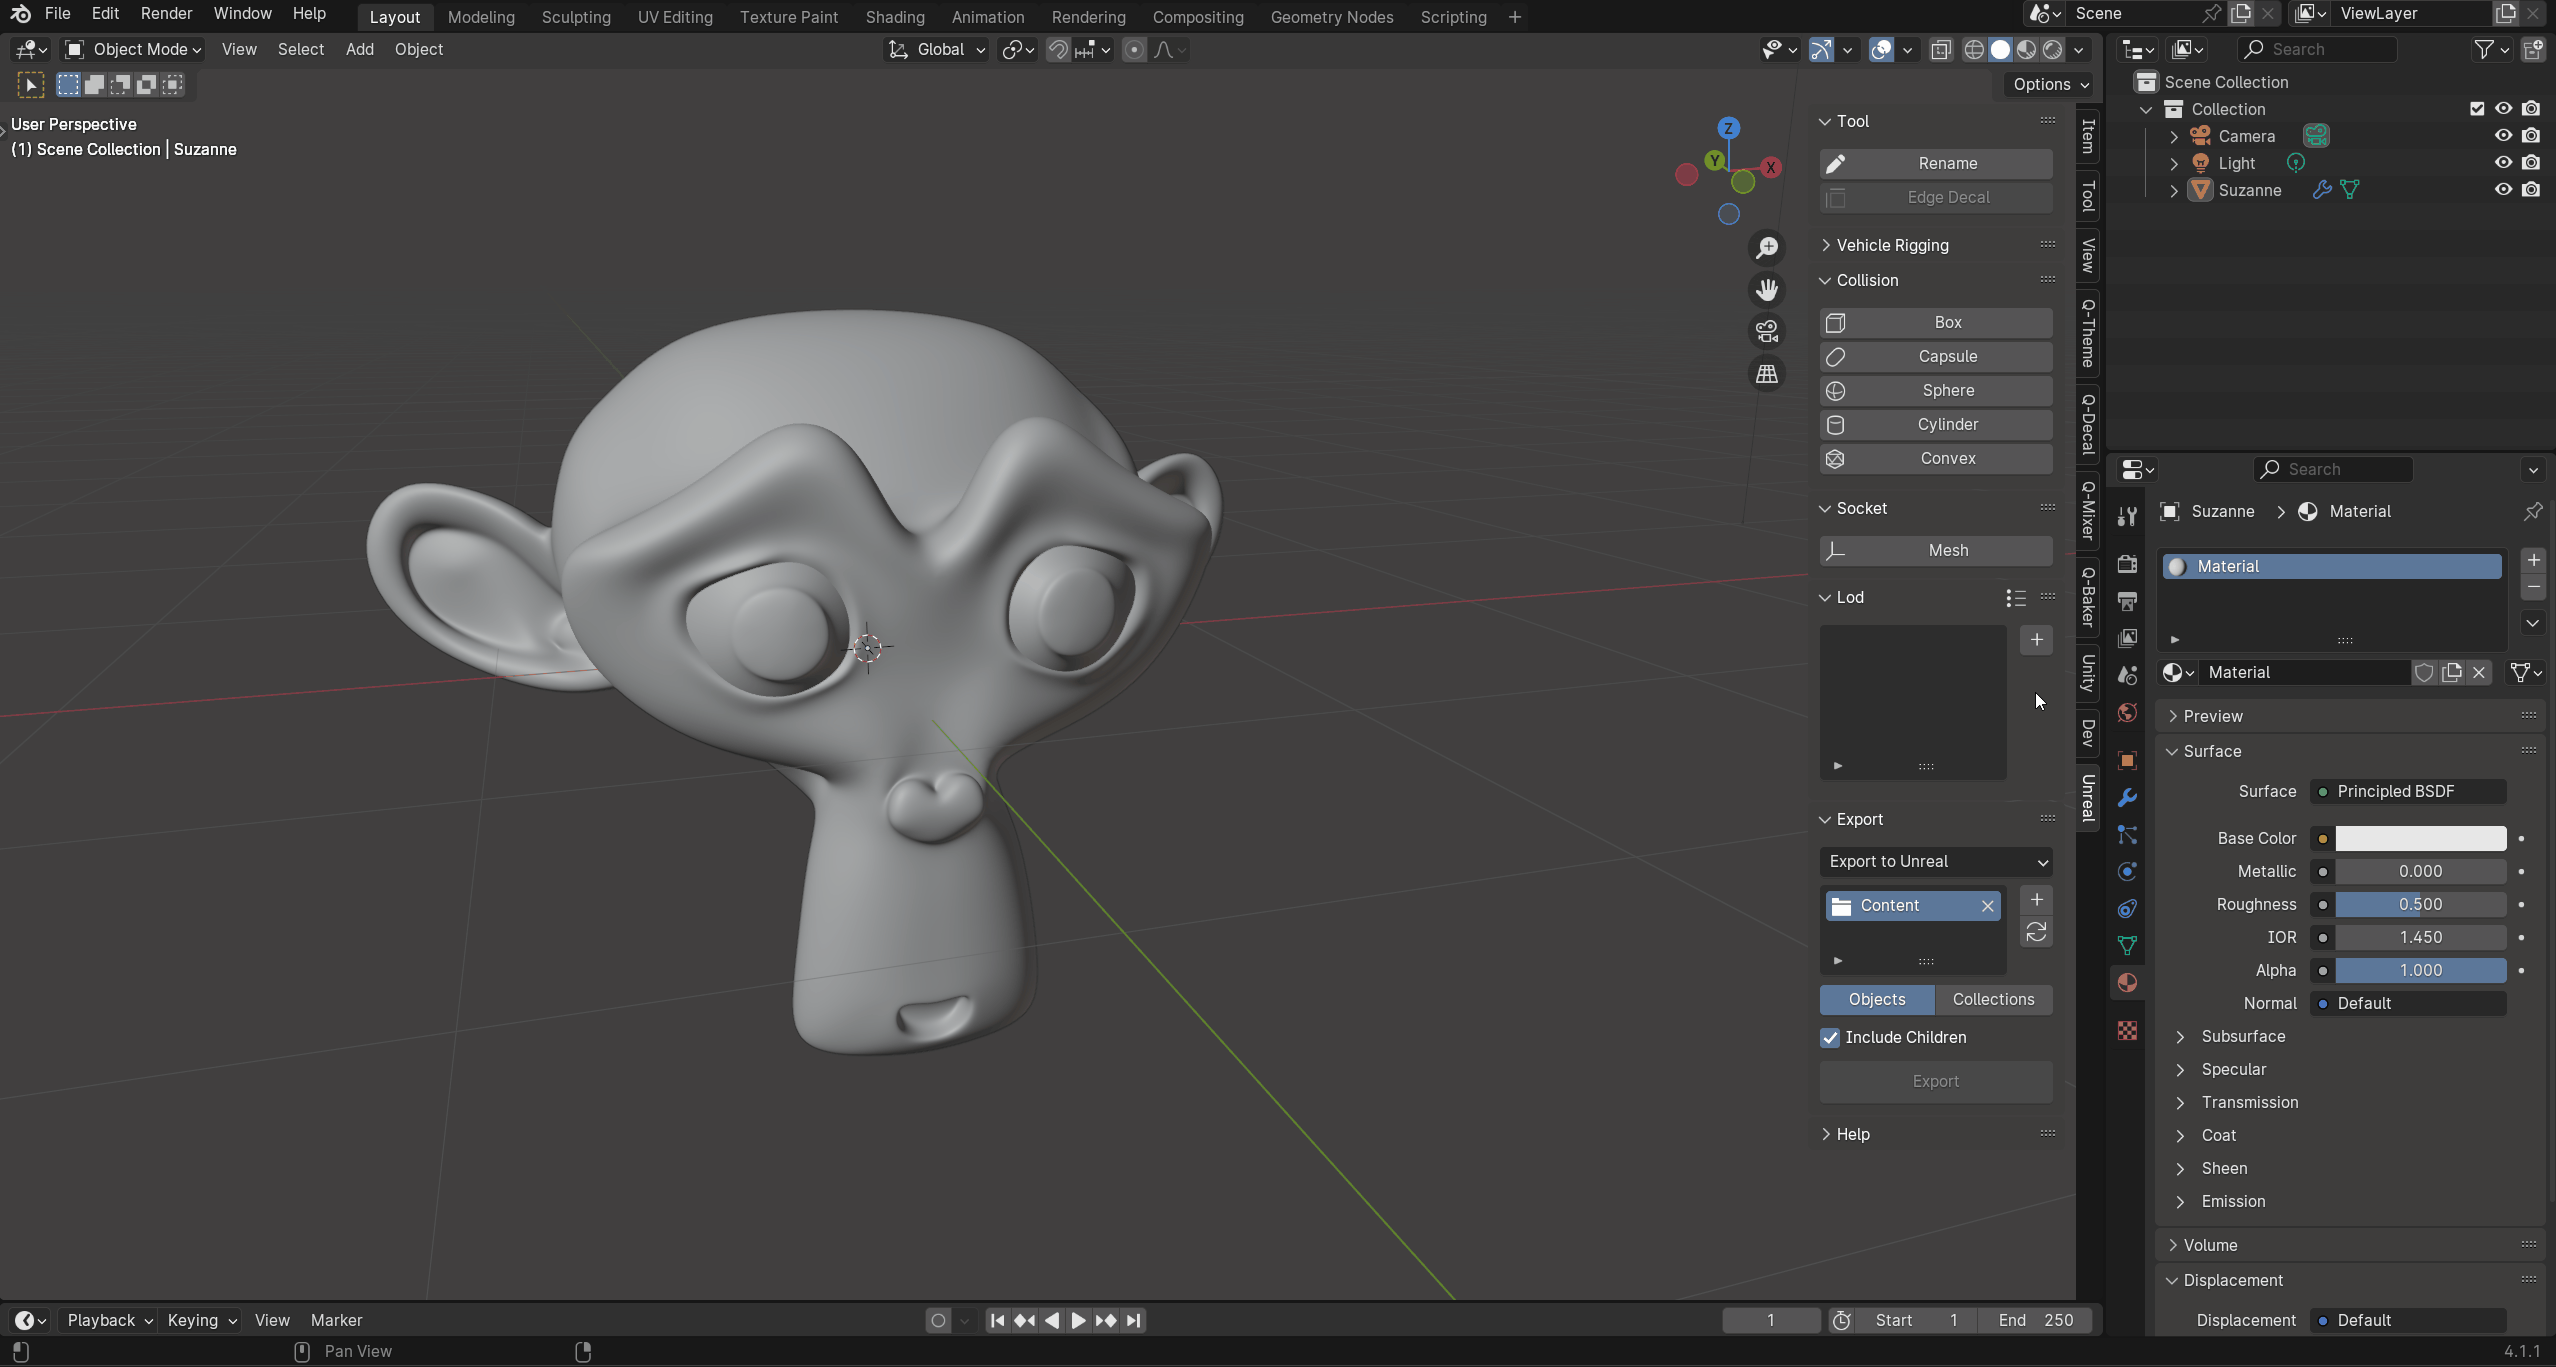 File Edit Render Window Help Layout Modeling Sculpting UV Editing Texture Paint Shading Animation Rendering Compositing Geometry Nodes Scripting + Scene ViewLayer
Object Mode View Select Add Object Global Search
Options
User Perspective
(1) Scene Collection | Suzanne
Z
Y
X
Tool
Rename
Edge Decal
Vehicle Rigging
Collision
Box
Capsule
Sphere
Cylinder
Convex
Socket
Mesh
Lod
Export
Export to Unreal
Content
Objects Collections
Include Children
Export
Help
Item
Tool
View
Q-Theme
Q-Decal
Q-Mixer
Q-Baker
Unity
Dev
Unreal
Scene Collection
Collection
Camera
Light
Suzanne
Search
Suzanne > Material
Material
Material
Preview
Surface
Surface Principled BSDF
Base Color
Metallic 0.000
Roughness 0.500
IOR 1.450
Alpha 1.000
Normal Default
Subsurface
Specular
Transmission
Coat
Sheen
Emission
Volume
Displacement
Displacement Default
Playback Keying View Marker 1 Start 1 End 250
Pan View 4.1.1